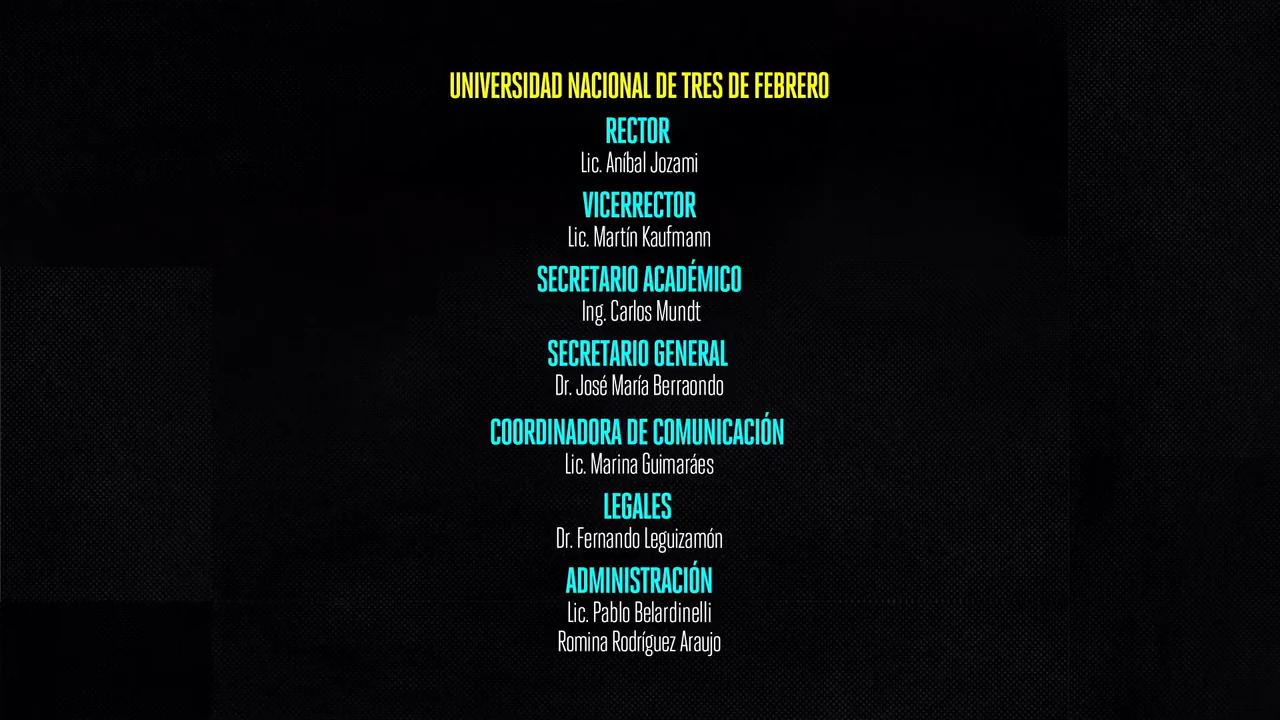 UNIVERSIDAD NACIONAL DE TRES DE FEBRERO
RECTOR
Lic. Aníbal Jozami
VICERRECTOR
Lic. Martín Kaufmann
SECRETARIO ACADÉMICO
Ing. Carlos Mundt
SECRETARIO GENERAL
Dr. José María Berraondo
COORDINADORA DE COMUNICACIÓN
Lic. Marina Guimaráes
LEGALES
Dr. Fernando Leguizamón
ADMINISTRACIÓN
Lic. Pablo Belardinelli
Romina Rodríguez Araujo